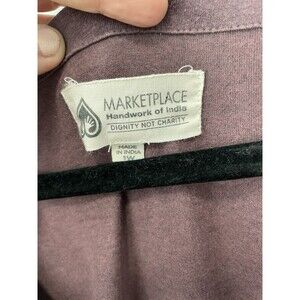 MARKETPLACE
Handwork of India
DIGNITY NOT CHARITY
MADE
IN INDIA
1W